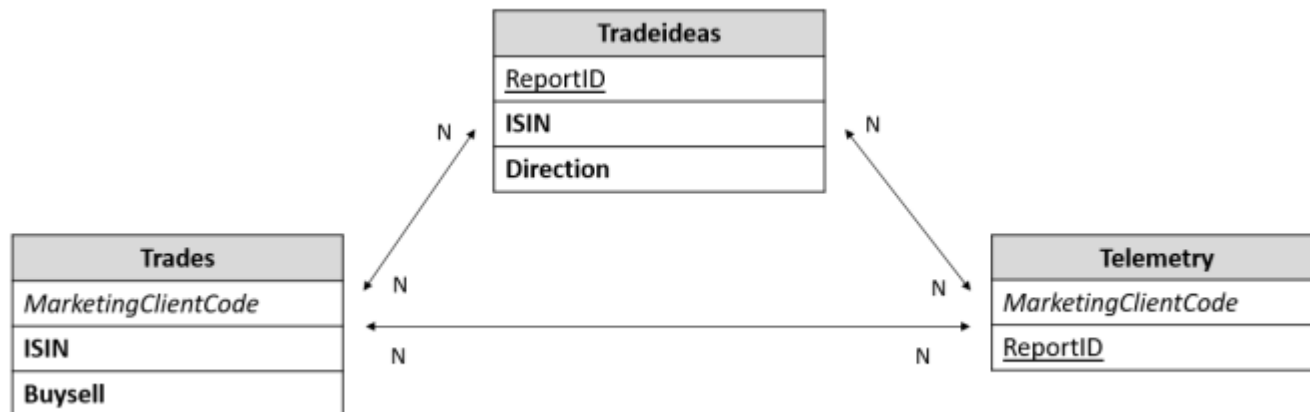 Tradeideas
ReportID
ISIN
Direction
N
N
Trades
MarketingClientCode
ISIN
Buysell
N
N
N
N
Telemetry
MarketingClientCode
ReportID